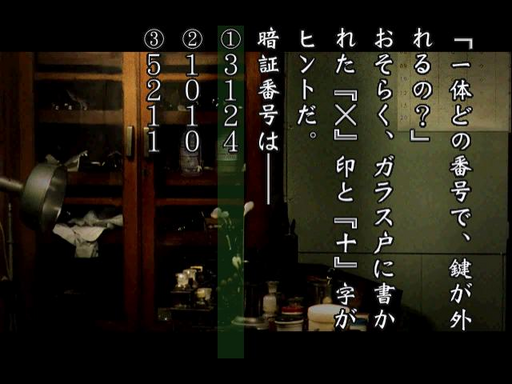 「一体どの番号で、鍵が外
れるの？」
おそらく、ガラス戸に書か
れた『×』印と『十』字が
ヒントだ。
暗証番号は――
①3124
②1010
③5211